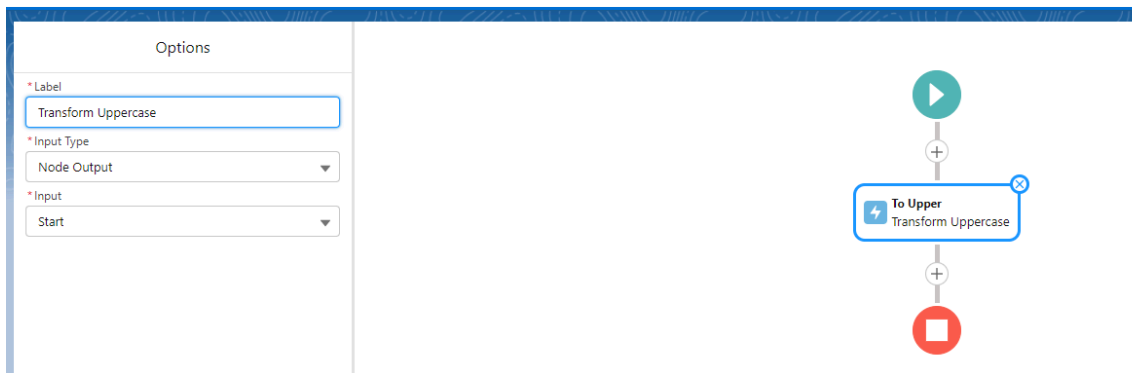 Options
*Label
Transform Uppercase
*Input Type
Node Output
*Input
Start
To Upper
Transform Uppercase